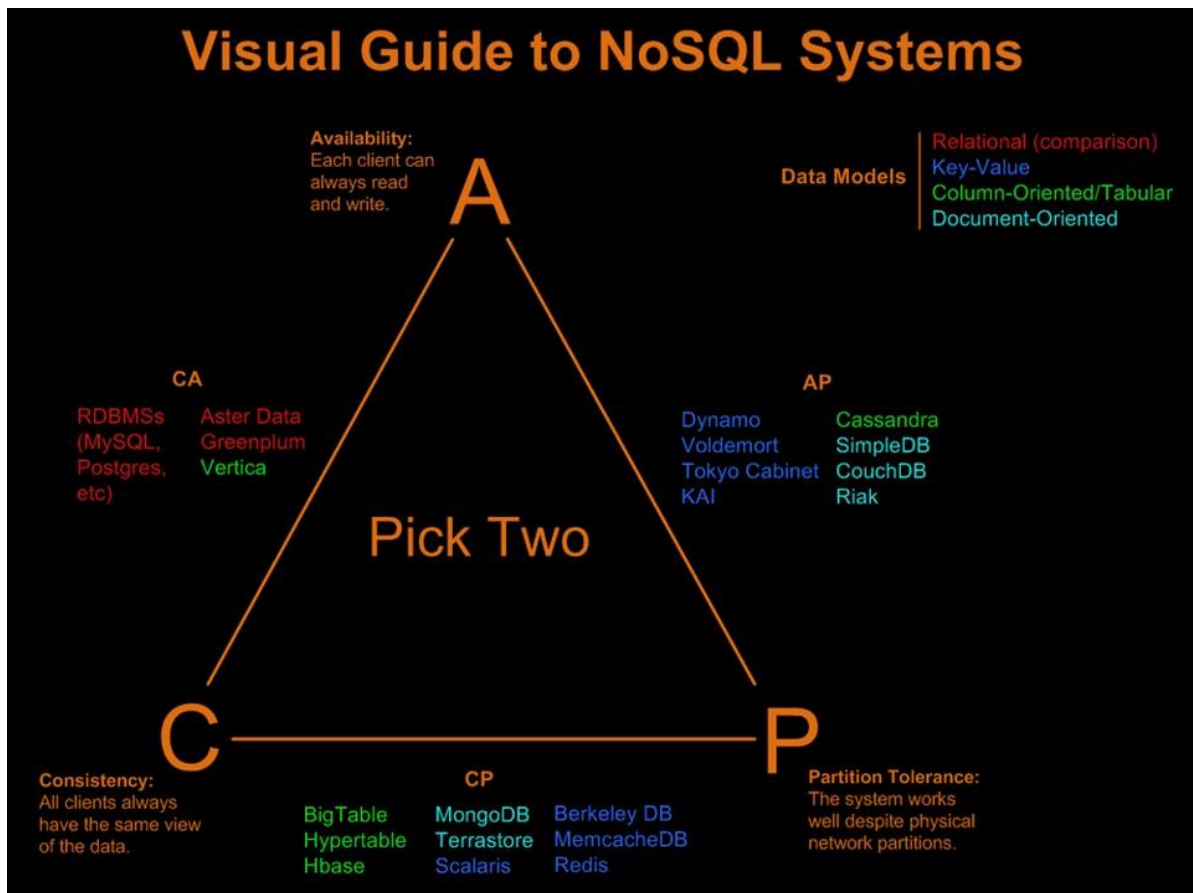 Visual Guide to NoSQL Systems
Availability:
Each client can
always read
and write.
A
Data Models
Relational (comparison)
Key-Value
Column-Oriented/Tabular
Document-Oriented
CA
RDBMSs
(MySQL,
Postgres,
etc)
Aster Data
Greenplum
Vertica
AP
Dynamo
Voldemort
Tokyo Cabinet
KAI
Cassandra
SimpleDB
CouchDB
Riak
Pick Two
C
P
Consistency:
All clients always
have the same view
of the data.
CP
BigTable
Hypertable
Hbase
MongoDB
Terrastore
Scalaris
Berkeley DB
MemcacheDB
Redis
Partition Tolerance:
The system works
well despite physical
network partitions.